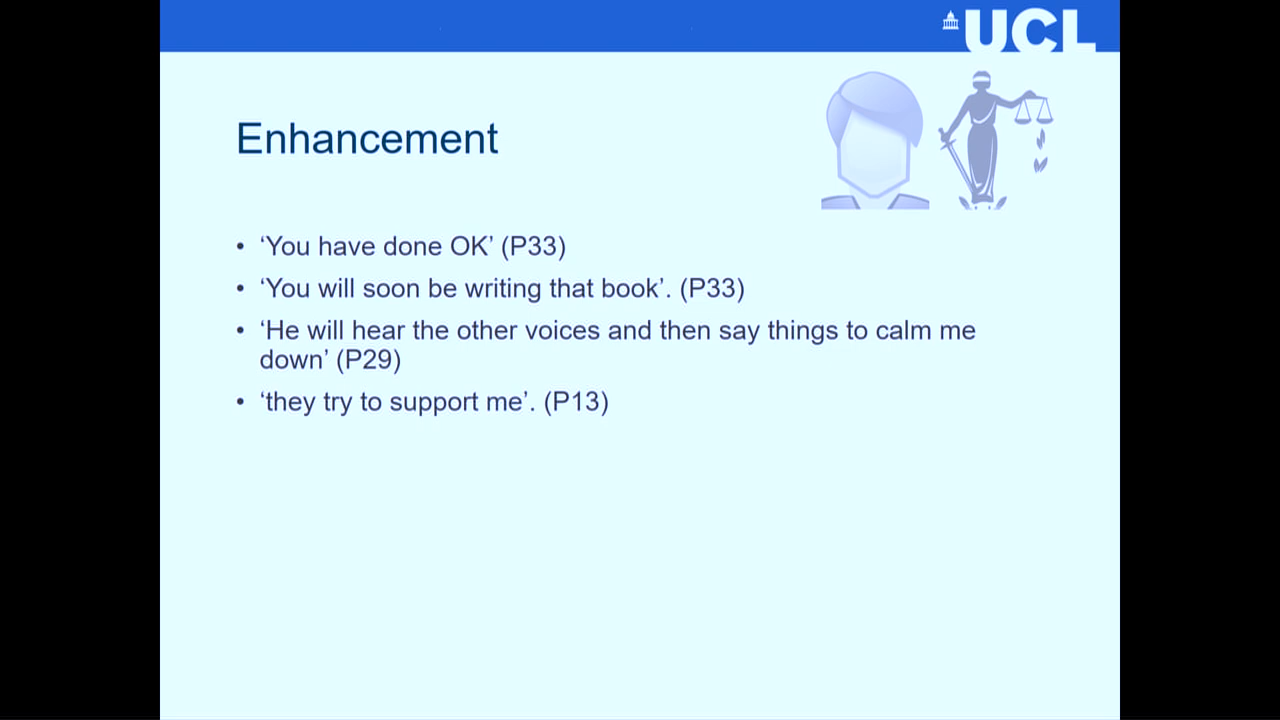 UCL
Enhancement
• ‘You have done OK’ (P33)
• ‘You will soon be writing that book’. (P33)
• ‘He will hear the other voices and then say things to calm me
down’ (P29)
• ‘they try to support me’. (P13)